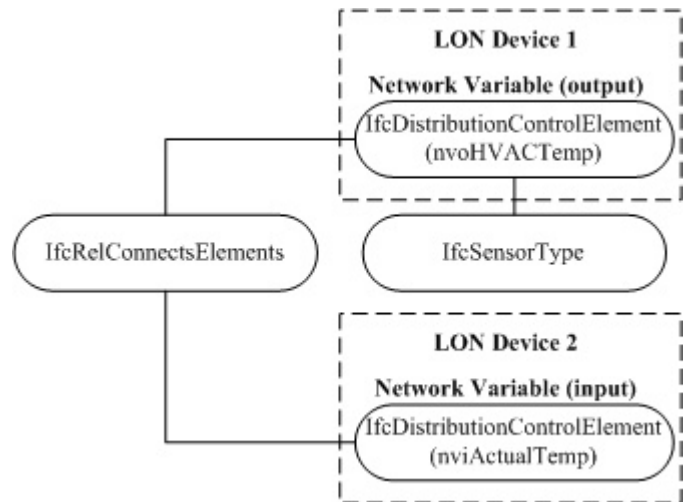 LON Device 1
Network Variable (output)
IfcDistributionControlElement
(nvoHVACTemp)
IfcRelConnectsElements
IfcSensorType
LON Device 2
Network Variable (input)
IfcDistributionControlElement
(nviActualTemp)